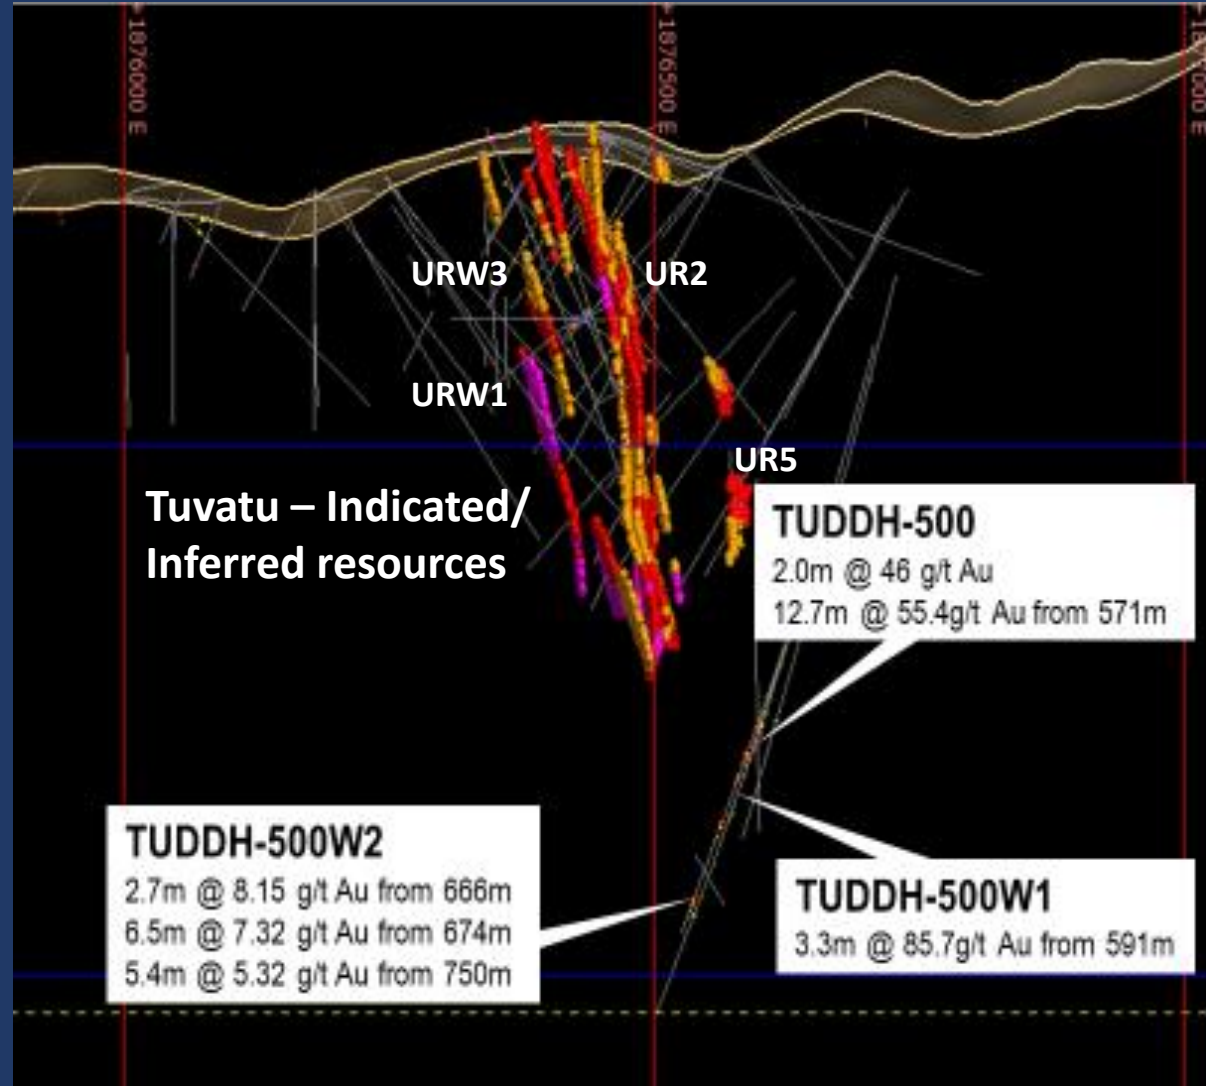 1876000 E
1876500 E
URW3
UR2
URW1
UR5
Tuvatu – Indicated/
Inferred resources
TUDDH-500
2.0m @ 46 g/t Au
12.7m @ 55.4g/t Au from 571m
TUDDH-500W2
2.7m @ 8.15 g/t Au from 666m
6.5m @ 7.32 g/t Au from 674m
5.4m @ 5.32 g/t Au from 750m
TUDDH-500W1
3.3m @ 85.7g/t Au from 591m